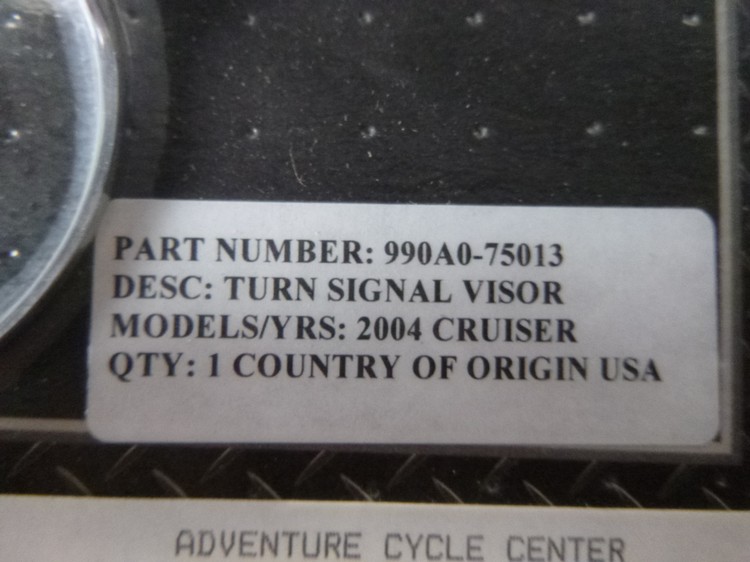 PART NUMBER: 990A0-75013
DESC: TURN SIGNAL VISOR
MODELS/YRS: 2004 CRUISER
QTY: 1 COUNTRY OF ORIGIN USA
ADVENTURE CYCLE CENTER